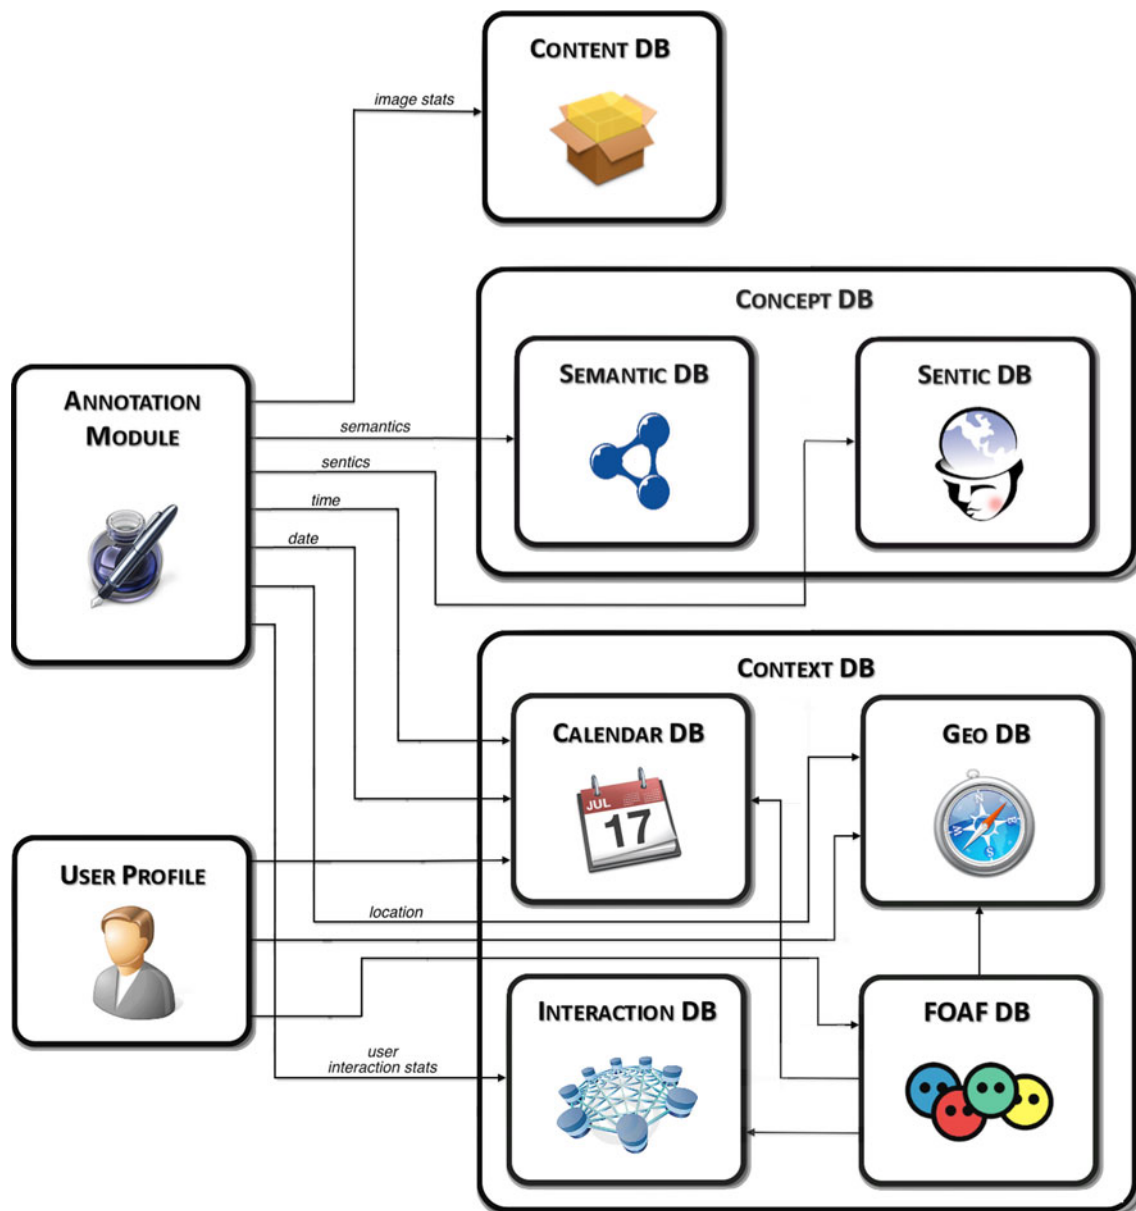 CONTENT DB
image stats
CONCEPT DB
SEMANTIC DB
SENTIC DB
ANNOTATION
MODULE
semantics
sentics
time
date
CONTEXT DB
CALENDAR DB
GEO DB
JUL
17
N
E
S
W
USER PROFILE
location
INTERACTION DB
FOAF DB
user
interaction stats